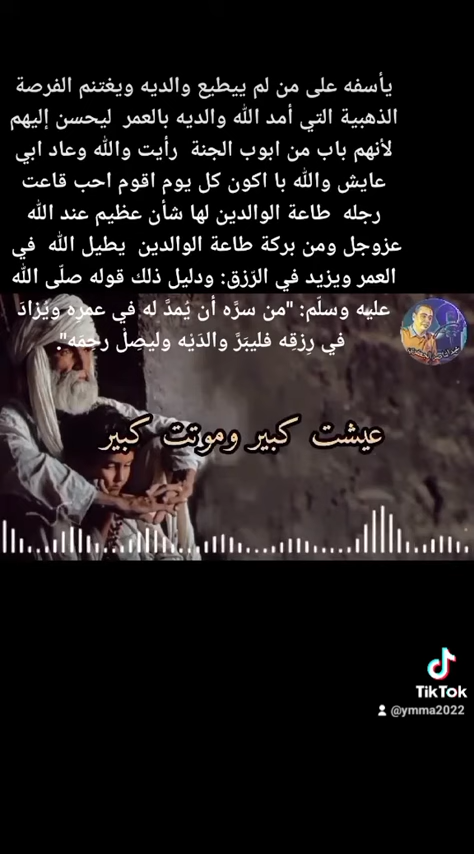 يأسفه على من لم ييطيع والديه ويغتنم الفرصة
الذهبية التي أمد الله والديه بالعمر ليحسن إليهم
لأنهم باب من ابوب الجنة رأيت والله وعاد ابي
عايش والله با اكون كل يوم اقوم احب قاعت
رجله طاعة الوالدين لها شأن عظيم عند الله
عزوجل ومن بركة طاعة الوالدين يطيل الله في
العمر ويزيد في الرّزق: ودليل ذلك قوله صلّى الله
عليه وسلّم: "من سرَّه أن يُمدَّ له في عمرِه ويُزادَ
في رِزقِه فليبَرَّ والدَيْه وليصِلْ رحِمَه".
عيشت كبير وموتت كبير
TikTok
@ymma2022